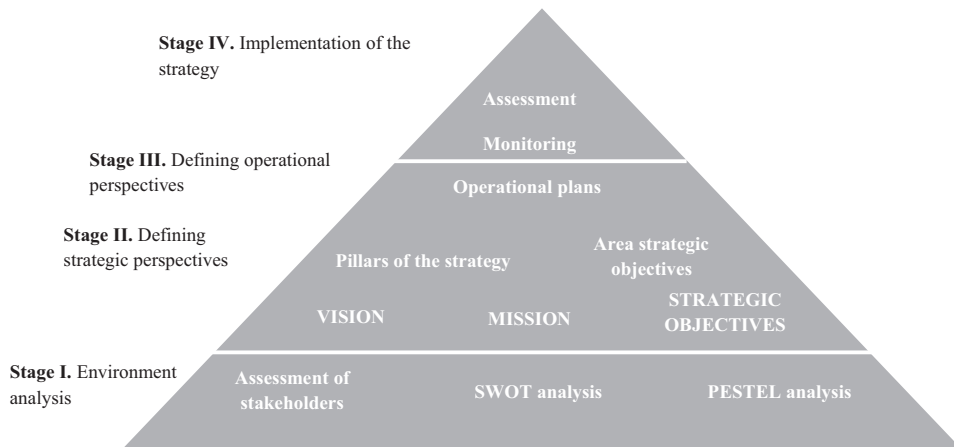 Stage IV. Implementation of the
strategy
Assessment
Monitoring
Stage III. Defining operational
perspectives
Operational plans
Stage II. Defining
strategic perspectives
Pillars of the strategy
Area strategic
objectives
VISION
MISSION
STRATEGIC
OBJECTIVES
Stage I. Environment
analysis
Assessment of
stakeholders
SWOT analysis
PESTEL analysis